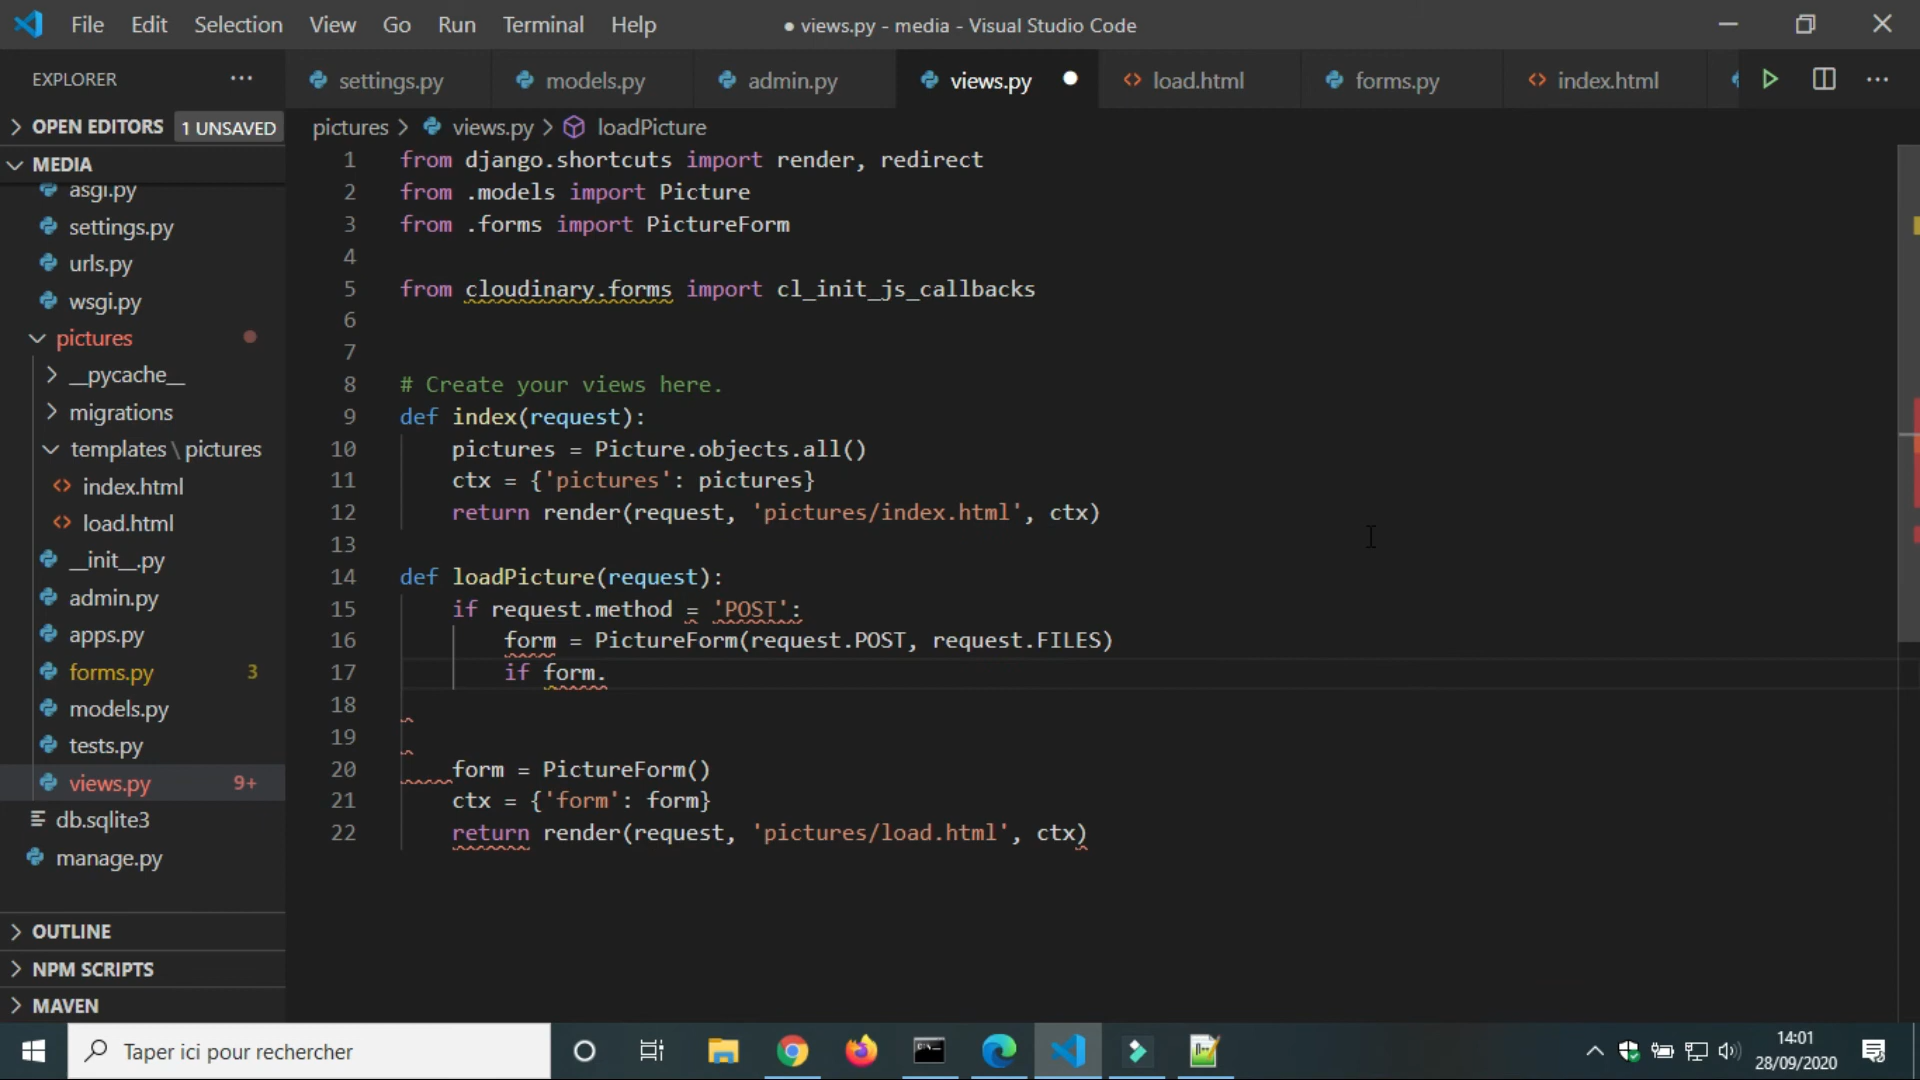 File Edit Selection View Go Run Terminal Help
● views.py - media - Visual Studio Code
EXPLORER ···
settings.py models.py admin.py views.py ● load.html forms.py index.html
OPEN EDITORS 1 UNSAVED
MEDIA
asgi.py
settings.py
urls.py
wsgi.py
pictures
__pycache__
migrations
templates \ pictures
index.html
load.html
__init__.py
admin.py
apps.py
forms.py 3
models.py
tests.py
views.py 9+
db.sqlite3
manage.py
OUTLINE
NPM SCRIPTS
MAVEN
pictures > views.py > loadPicture
1 from django.shortcuts import render, redirect
2 from .models import Picture
3 from .forms import PictureForm
4
5 from cloudinary.forms import cl_init_js_callbacks
6
7
8 # Create your views here.
9 def index(request):
10 pictures = Picture.objects.all()
11 ctx = {'pictures': pictures}
12 return render(request, 'pictures/index.html', ctx)
13
14 def loadPicture(request):
15 if request.method = 'POST':
16 form = PictureForm(request.POST, request.FILES)
17 if form.
18
19
20 form = PictureForm()
21 ctx = {'form': form}
22 return render(request, 'pictures/load.html', ctx)
Taper ici pour rechercher
14:01
28/09/2020